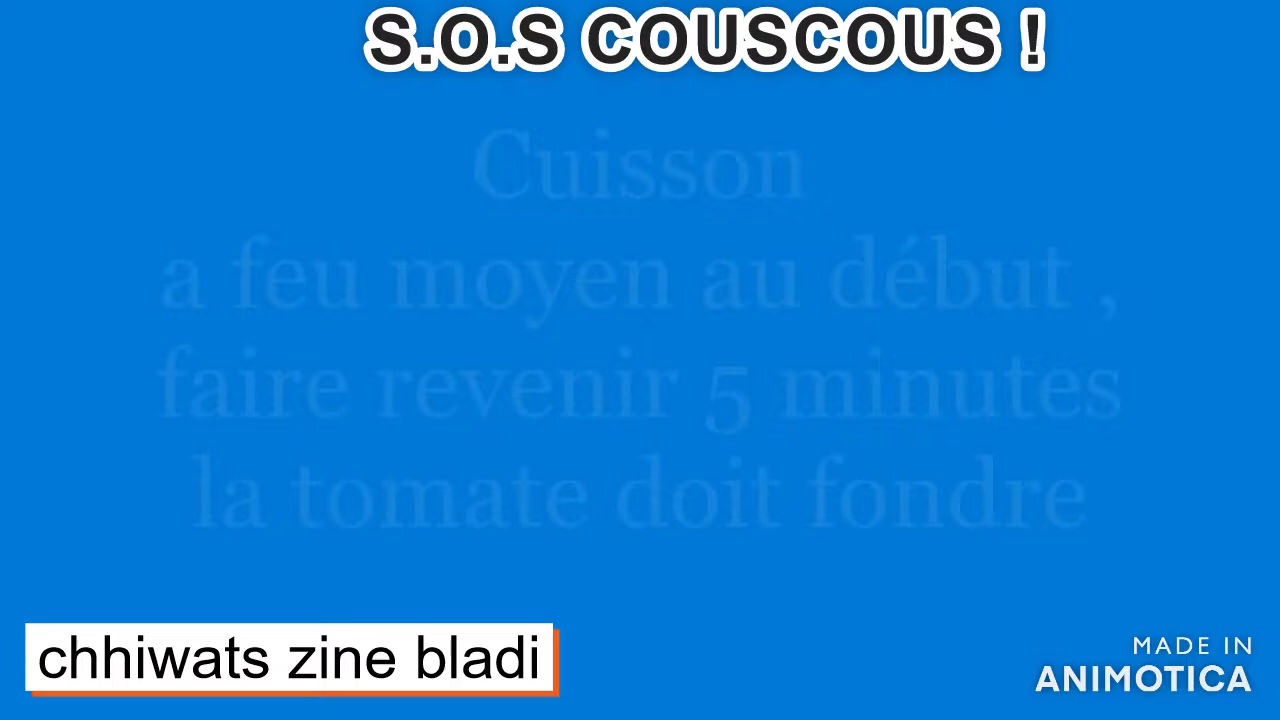 S.O.S COUSCOUS !
Cuisson
a feu moyen au début ,
faire revenir 5 minutes
la tomate doit fondre
chhiwats zine bladi
MADE IN
ANIMOTICA